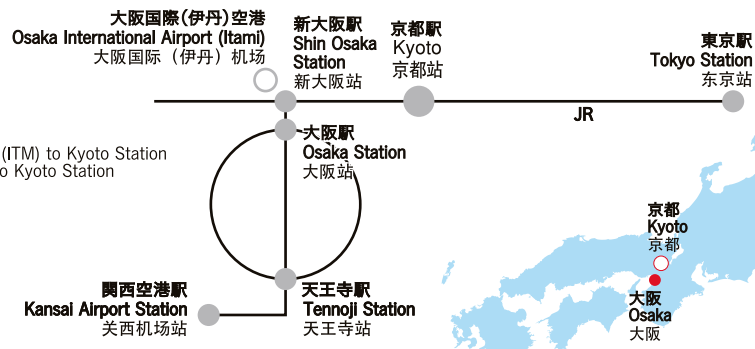 大阪国際(伊丹)空港
Osaka International Airport (Itami)
大阪国际（伊丹）机场
新大阪駅
Shin Osaka
Station
新大阪站
京都駅
Kyoto
京都站
東京駅
Tokyo Station
东京站
JR
大阪駅
Osaka Station
大阪站
(ITM) to Kyoto Station
to Kyoto Station
関西空港駅
Kansai Airport Station
关西机场站
天王寺駅
Tennoji Station
天王寺站
京都
Kyoto
京都
大阪
Osaka
大阪